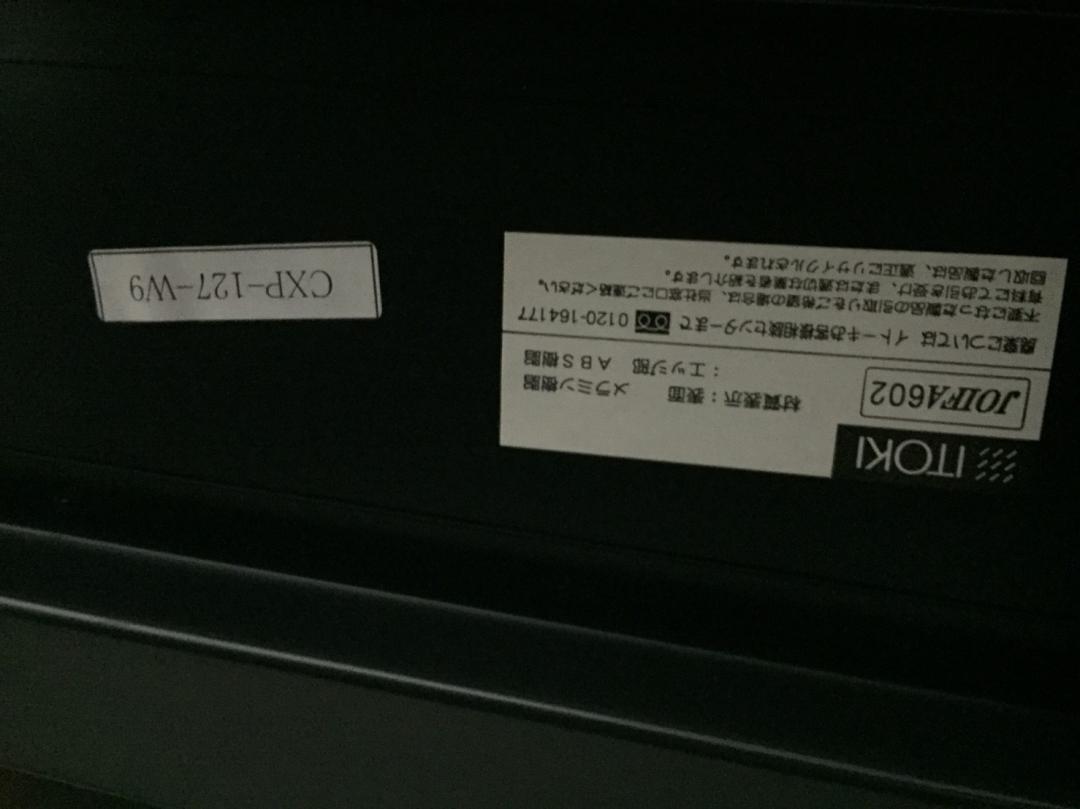 ITOKI
JOIFA602
材質表示：表面　メラミン樹脂
：エッジ部　ABS樹脂
廃棄については イトーキお客様相談センターまで 0120-164177
不要になった製品の引取りをご希望の場合は、当社窓口にご連絡ください。
有料にてお引き受け、または適切な業者を紹介します。
回収した製品は、適正にリサイクルされます。
CXP-127-W9